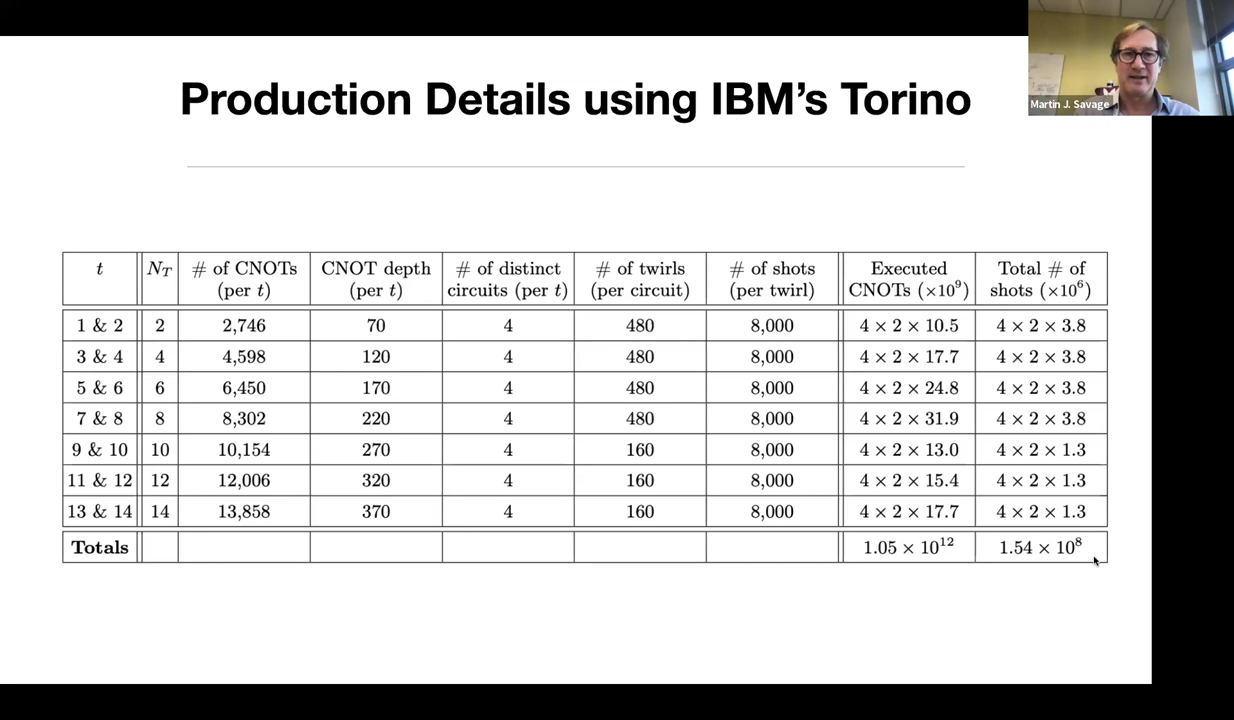 Production Details using IBM's Torino
Martin J. Savage
t | N_T | # of CNOTs (per t) | CNOT depth (per t) | # of distinct circuits (per t) | # of twirls (per circuit) | # of shots (per twirl) | Executed CNOTs (×10⁹) | Total # of shots (×10⁶)
1 & 2 | 2 | 2,746 | 70 | 4 | 480 | 8,000 | 4 × 2 × 10.5 | 4 × 2 × 3.8
3 & 4 | 4 | 4,598 | 120 | 4 | 480 | 8,000 | 4 × 2 × 17.7 | 4 × 2 × 3.8
5 & 6 | 6 | 6,450 | 170 | 4 | 480 | 8,000 | 4 × 2 × 24.8 | 4 × 2 × 3.8
7 & 8 | 8 | 8,302 | 220 | 4 | 480 | 8,000 | 4 × 2 × 31.9 | 4 × 2 × 3.8
9 & 10 | 10 | 10,154 | 270 | 4 | 160 | 8,000 | 4 × 2 × 13.0 | 4 × 2 × 1.3
11 & 12 | 12 | 12,006 | 320 | 4 | 160 | 8,000 | 4 × 2 × 15.4 | 4 × 2 × 1.3
13 & 14 | 14 | 13,858 | 370 | 4 | 160 | 8,000 | 4 × 2 × 17.7 | 4 × 2 × 1.3
Totals | | | | | | | 1.05 × 10¹² | 1.54 × 10⁸